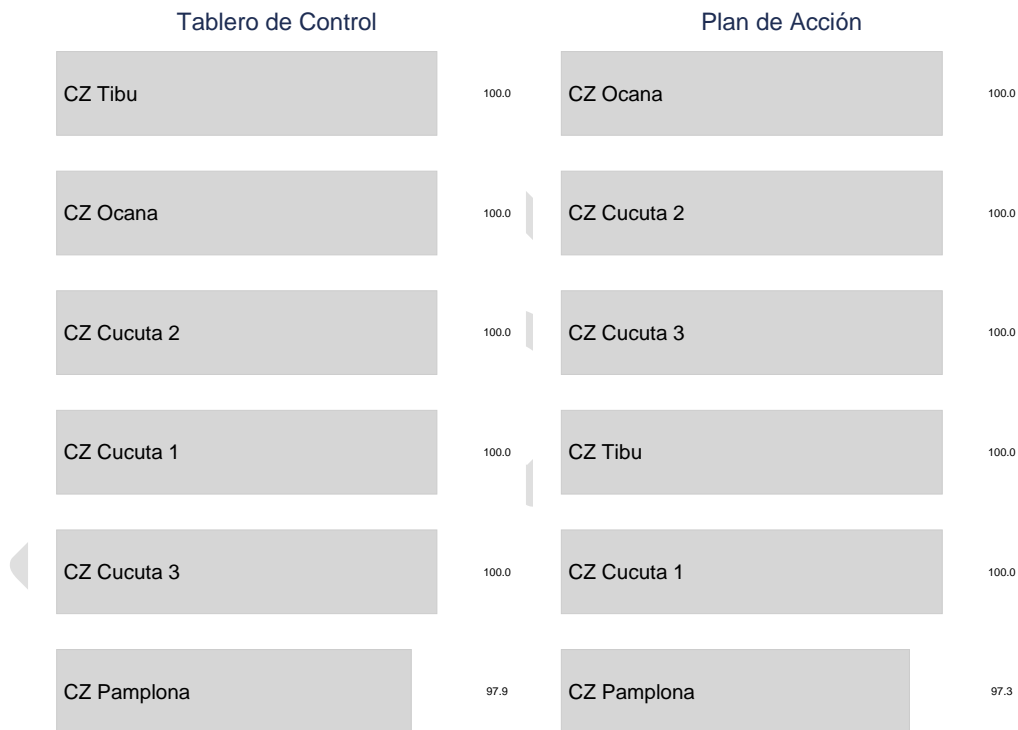 Tablero de Control
CZ Tibu 100.0
CZ Ocana 100.0
CZ Cucuta 2 100.0
CZ Cucuta 1 100.0
CZ Cucuta 3 100.0
CZ Pamplona 97.9
Plan de Acción
CZ Ocana 100.0
CZ Cucuta 2 100.0
CZ Cucuta 3 100.0
CZ Tibu 100.0
CZ Cucuta 1 100.0
CZ Pamplona 97.3